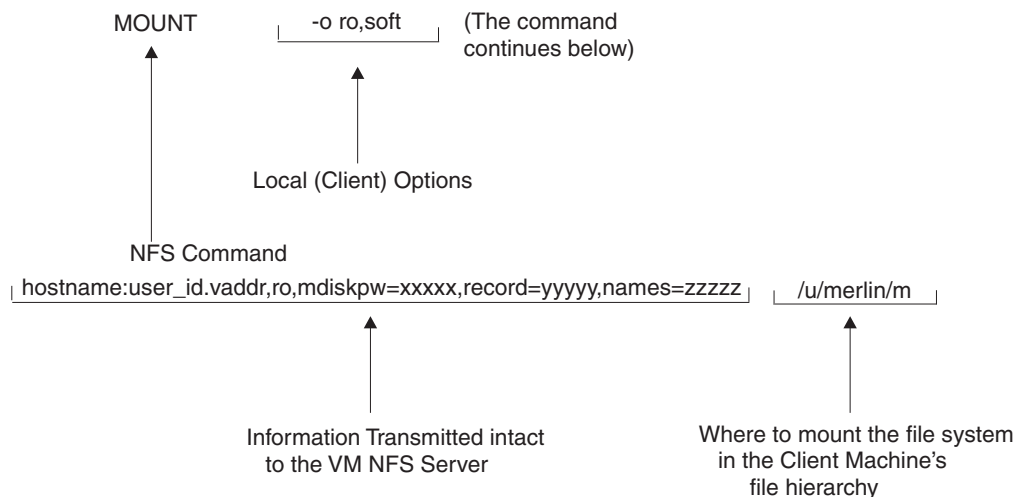 MOUNT
-o ro,soft
(The command
continues below)
Local (Client) Options
NFS Command
hostname:user_id.vaddr,ro,mdiskpw=xxxxx,record=yyyyy,names=zzzzz
/u/merlin/m
Information Transmitted intact
to the VM NFS Server
Where to mount the file system
in the Client Machine's
file hierarchy